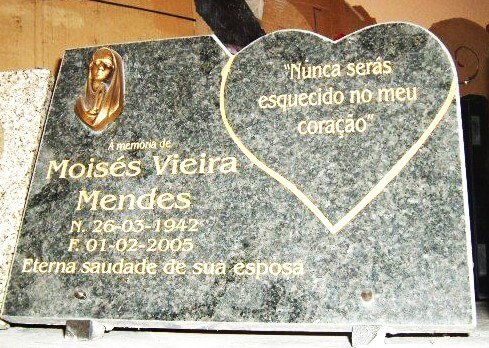 "Nunca serás
esquecido no meu
coração"
À memória de
Moisés Vieira
Mendes
N. 26-03-1942
F. 01-02-2005
Eterna saudade de sua esposa